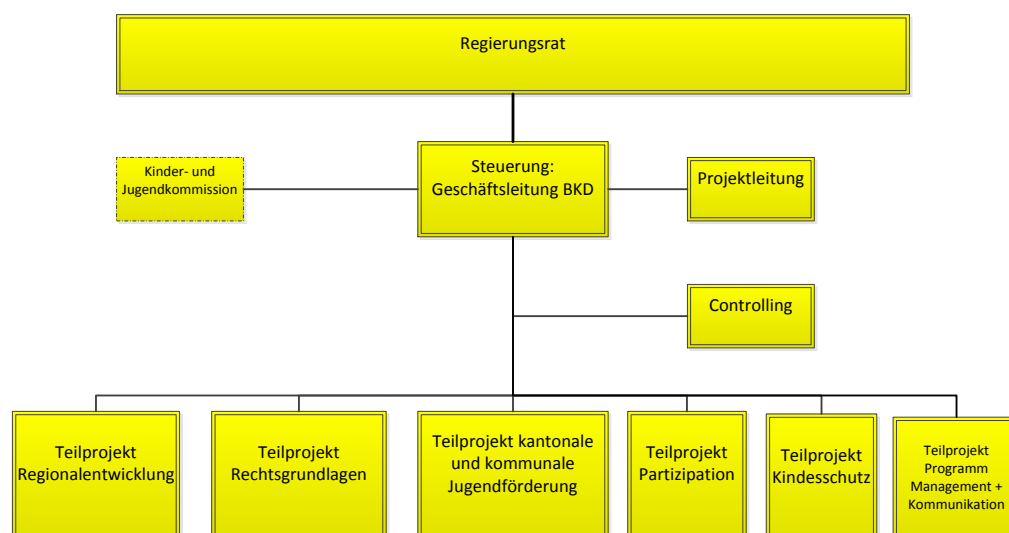 Regierungsrat
Kinder- und
Jugendkommission
Steuerung:
Geschäftsleitung BKD
Projektleitung
Controlling
Teilprojekt
Regionalentwicklung
Teilprojekt
Rechtsgrundlagen
Teilprojekt kantonale
und kommunale
Jugendförderung
Teilprojekt
Partizipation
Teilprojekt
Kindesschutz
Teilprojekt
Programm
Management +
Kommunikation